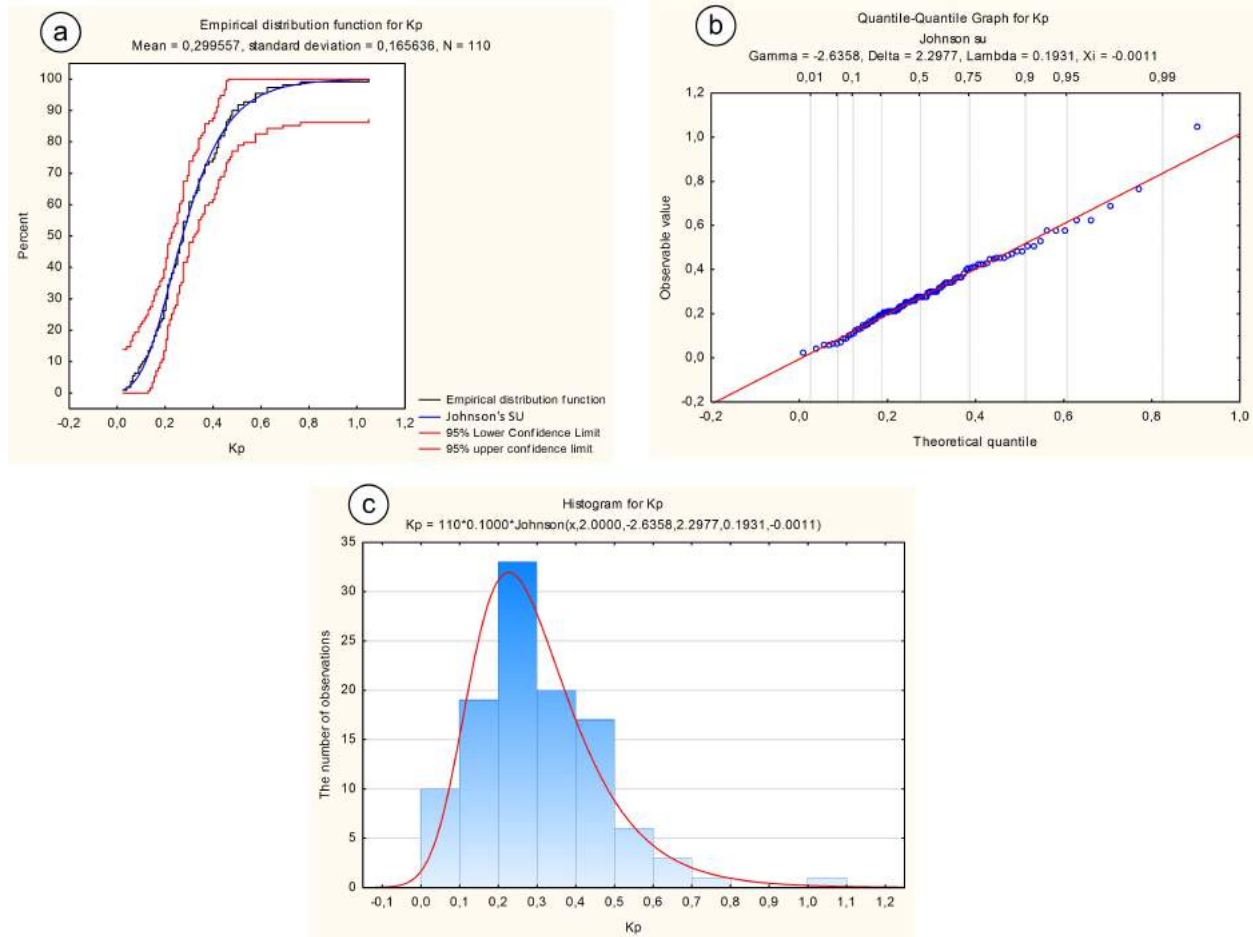 a
Empirical distribution function for Kp
Mean = 0,299557, standard deviation = 0,165636, N = 110
100
90
80
70
60
50
40
30
20
10
0
Percent
-0,2 0,0 0,2 0,4 0,6 0,8 1,0 1,2
Kp
Empirical distribution function
Johnson's SU
95% Lower Confidence Limit
95% upper confidence limit
b
Quantile-Quantile Graph for Kp
Johnson su
Gamma = -2.6358, Delta = 2.2977, Lambda = 0.1931, Xi = -0.0011
0,01 0,1 0,5 0,75 0,9 0,95 0,99
1,2
1,0
0,8
0,6
0,4
0,2
0,0
-0,2
Observable value
-0,2 0,0 0,2 0,4 0,6 0,8 1,0
Theoretical quantile
c
Histogram for Kp
Kp = 110*0.1000*Johnson(x,2.0000,-2.6358,2.2977,0.1931,-0.0011)
35
30
25
20
15
10
5
0
The number of observations
-0,1 0,0 0,1 0,2 0,3 0,4 0,5 0,6 0,7 0,8 0,9 1,0 1,1 1,2
Kp